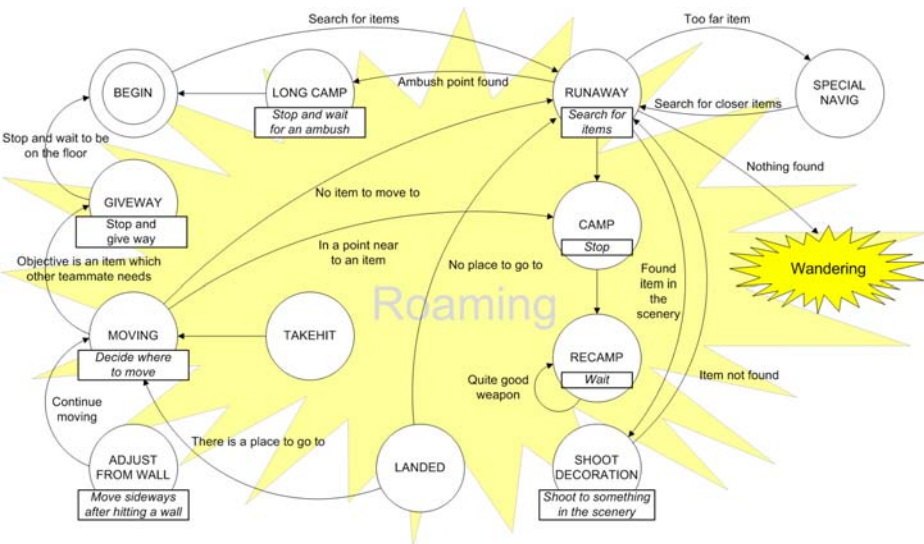 Search for items
Too far item
BEGIN
LONG CAMP
Stop and wait
for an ambush
Ambush point found
RUNAWAY
Search for
items
Search for closer items
SPECIAL
NAVIG
Stop and wait to be
on the floor
Nothing found
GIVEWAY
Stop and
give way
No item to move to
CAMP
Stop
In a point near
to an item
Objective is an item which
other teammate needs
No place to go to
Found
item in
the
scenery
Wandering
Roaming
MOVING
Decide where
to move
TAKEHIT
RECAMP
Wait
Quite good
weapon
Item not found
Continue
moving
There is a place to go to
ADJUST
FROM WALL
Move sideways
after hitting a wall
LANDED
SHOOT
DECORATION
Shoot to something
in the scenery